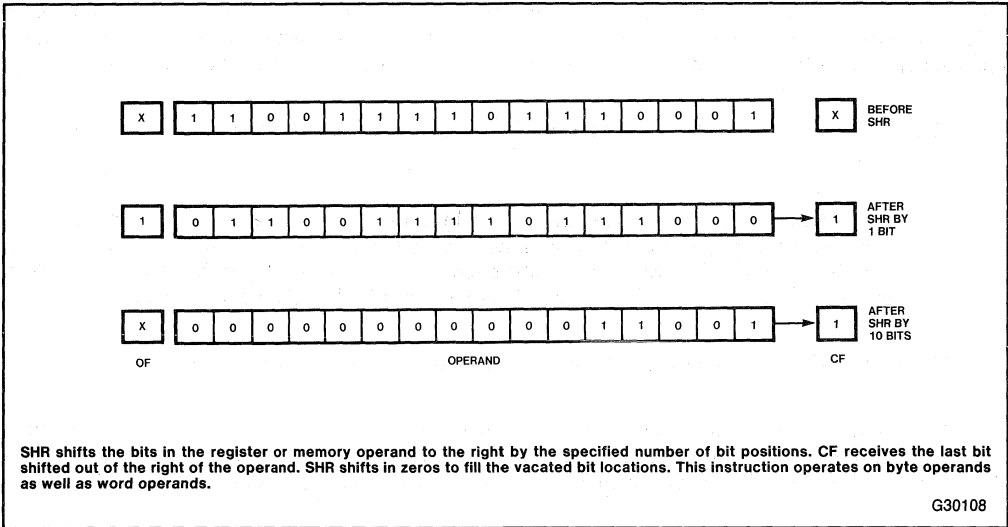 X 1 1 0 0 1 1 1 1 0 1 1 1 0 0 0 1 X BEFORE
SHR
1 0 1 1 0 0 1 1 1 1 0 1 1 1 0 0 0 1 AFTER
SHR BY
1 BIT
X 0 0 0 0 0 0 0 0 0 0 0 1 1 0 0 1 1 AFTER
SHR BY
10 BITS
OF OPERAND CF
SHR shifts the bits in the register or memory operand to the right by the specified number of bit positions. CF receives the last bit
shifted out of the right of the operand. SHR shifts in zeros to fill the vacated bit locations. This instruction operates on byte operands
as well as word operands.
G30108